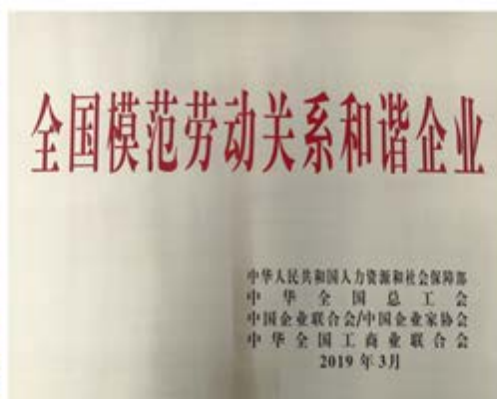 全国模范劳动关系和谐企业
中华人民共和国人力资源和社会保障部
中华全国总工会
中国企业联合会/中国企业家协会
中华全国工商业联合会
2019年3月